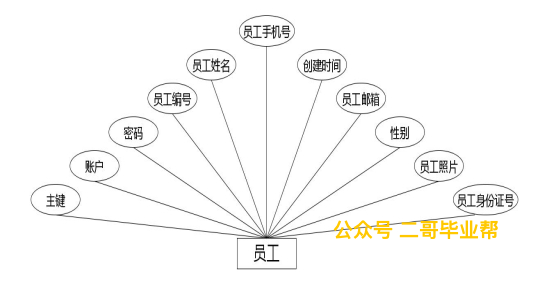 员工手机号
员工姓名
创建时间
员工编号
员工邮箱
密码
性别
账户
员工照片
主键
员工身份证号
公众号 二哥毕业帮
员工